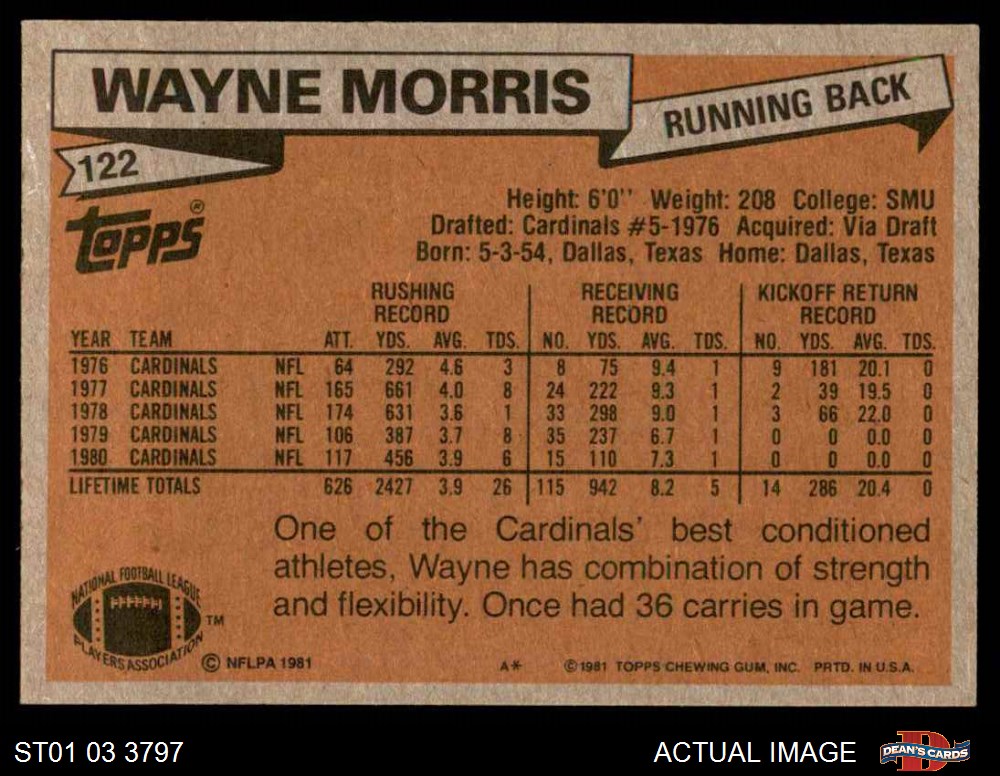 WAYNE MORRIS
RUNNING BACK
122
Topps®
Height: 6'0'' Weight: 208 College: SMU
Drafted: Cardinals #5-1976 Acquired: Via Draft
Born: 5-3-54, Dallas, Texas Home: Dallas, Texas
RUSHING RECORD RECEIVING RECORD KICKOFF RETURN RECORD
YEAR TEAM ATT. YDS. AVG. TDS. NO. YDS. AVG. TDS. NO. YDS. AVG. TDS.
1976 CARDINALS NFL 64 292 4.6 3 8 75 9.4 1 9 181 20.1 0
1977 CARDINALS NFL 165 661 4.0 8 24 222 9.3 1 2 39 19.5 0
1978 CARDINALS NFL 174 631 3.6 1 33 298 9.0 1 3 66 22.0 0
1979 CARDINALS NFL 106 387 3.7 8 35 237 6.7 1 0 0 0.0 0
1980 CARDINALS NFL 117 456 3.9 6 15 110 7.3 1 0 0 0.0 0
LIFETIME TOTALS 626 2427 3.9 26 115 942 8.2 5 14 286 20.4 0
One of the Cardinals' best conditioned
athletes, Wayne has combination of strength
and flexibility. Once had 36 carries in game.
NATIONAL FOOTBALL LEAGUE
PLAYERS ASSOCIATION
TM
© NFLPA 1981 A* ©1981 TOPPS CHEWING GUM, INC. PRTD. IN U.S.A.
ST01 03 3797 ACTUAL IMAGE D DEAN'S CARDS